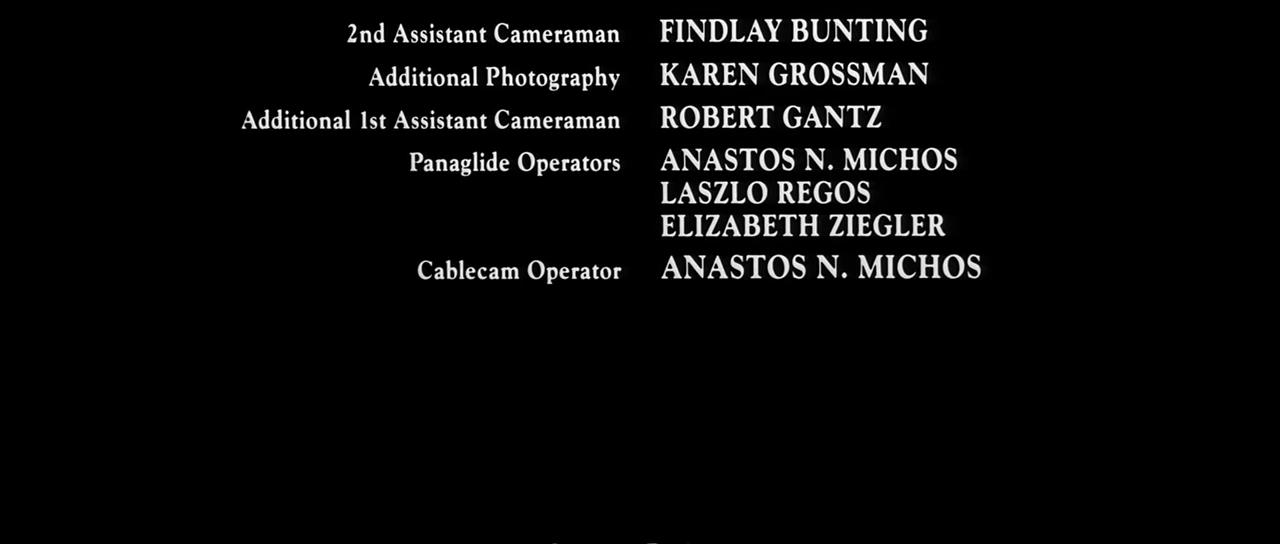 2nd Assistant Cameraman FINDLAY BUNTING
Additional Photography KAREN GROSSMAN
Additional 1st Assistant Cameraman ROBERT GANTZ
Panaglide Operators ANASTOS N. MICHOS
LASZLO REGOS
ELIZABETH ZIEGLER
Cablecam Operator ANASTOS N. MICHOS